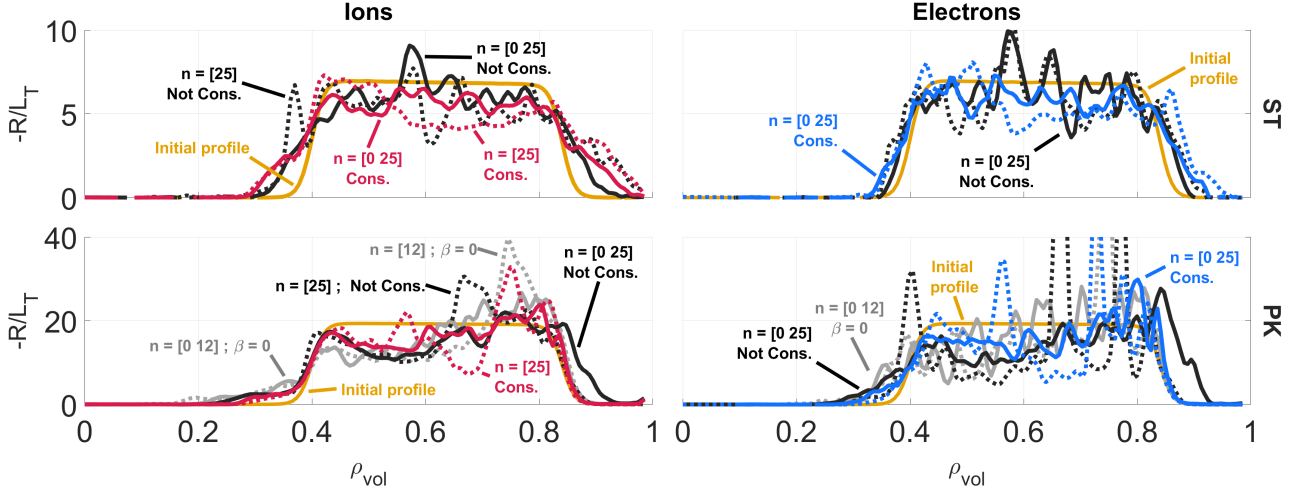 Ions
Electrons
10
5
0
-R/L_T
n = [25]
Not Cons.
n = [0 25]
Not Cons.
Initial profile
n = [0 25]
Cons.
n = [25]
Cons.
Initial
profile
n = [0 25]
Cons.
n = [0 25]
Not Cons.
ST
40
20
0
-R/L_T
n = [12] ; β = 0
n = [0 25]
Not Cons.
n = [25] ; Not Cons.
n = [0 12] ; β = 0
n = [25]
Cons.
Initial profile
Initial
profile
n = [0 25]
Cons.
n = [0 12]
β = 0
n = [0 25]
Not Cons.
PK
0 0.2 0.4 0.6 0.8 1
0 0.2 0.4 0.6 0.8 1
ρ_vol
ρ_vol